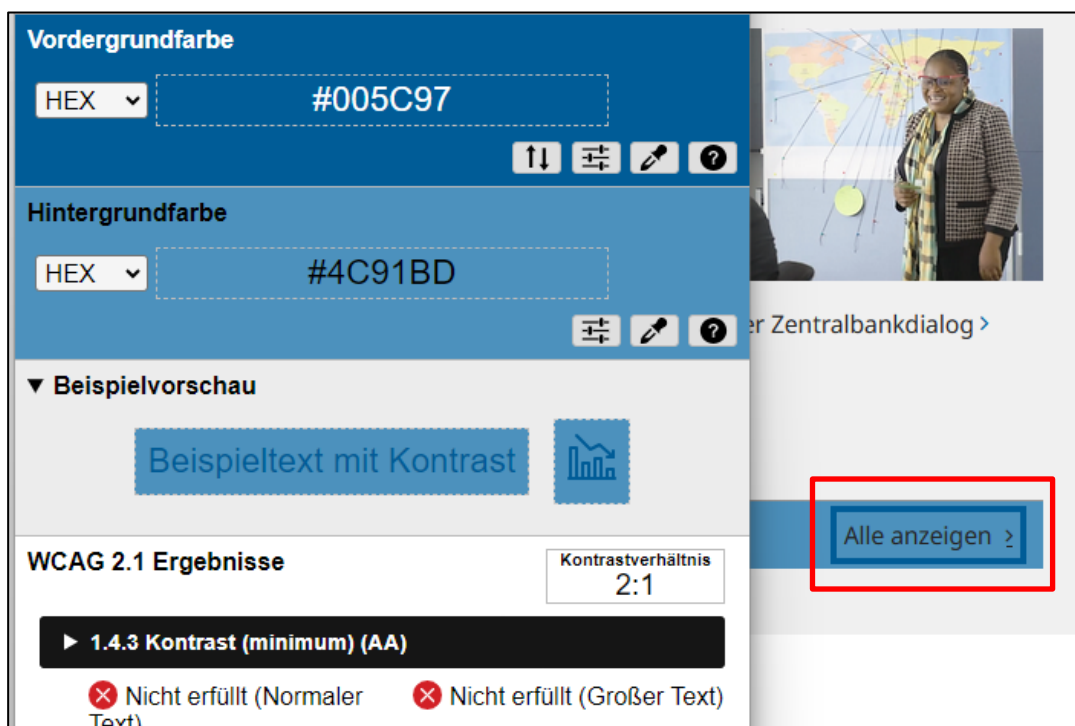 Vordergrundfarbe
HEX
#005C97
Hintergrundfarbe
HEX
#4C91BD
▼ Beispielvorschau
Beispieltext mit Kontrast
WCAG 2.1 Ergebnisse
Kontrastverhältnis
2:1
▶ 1.4.3 Kontrast (minimum) (AA)
Nicht erfüllt (Normaler
Text)
Nicht erfüllt (Großer Text)
er Zentralbankdialog ›
Alle anzeigen ›